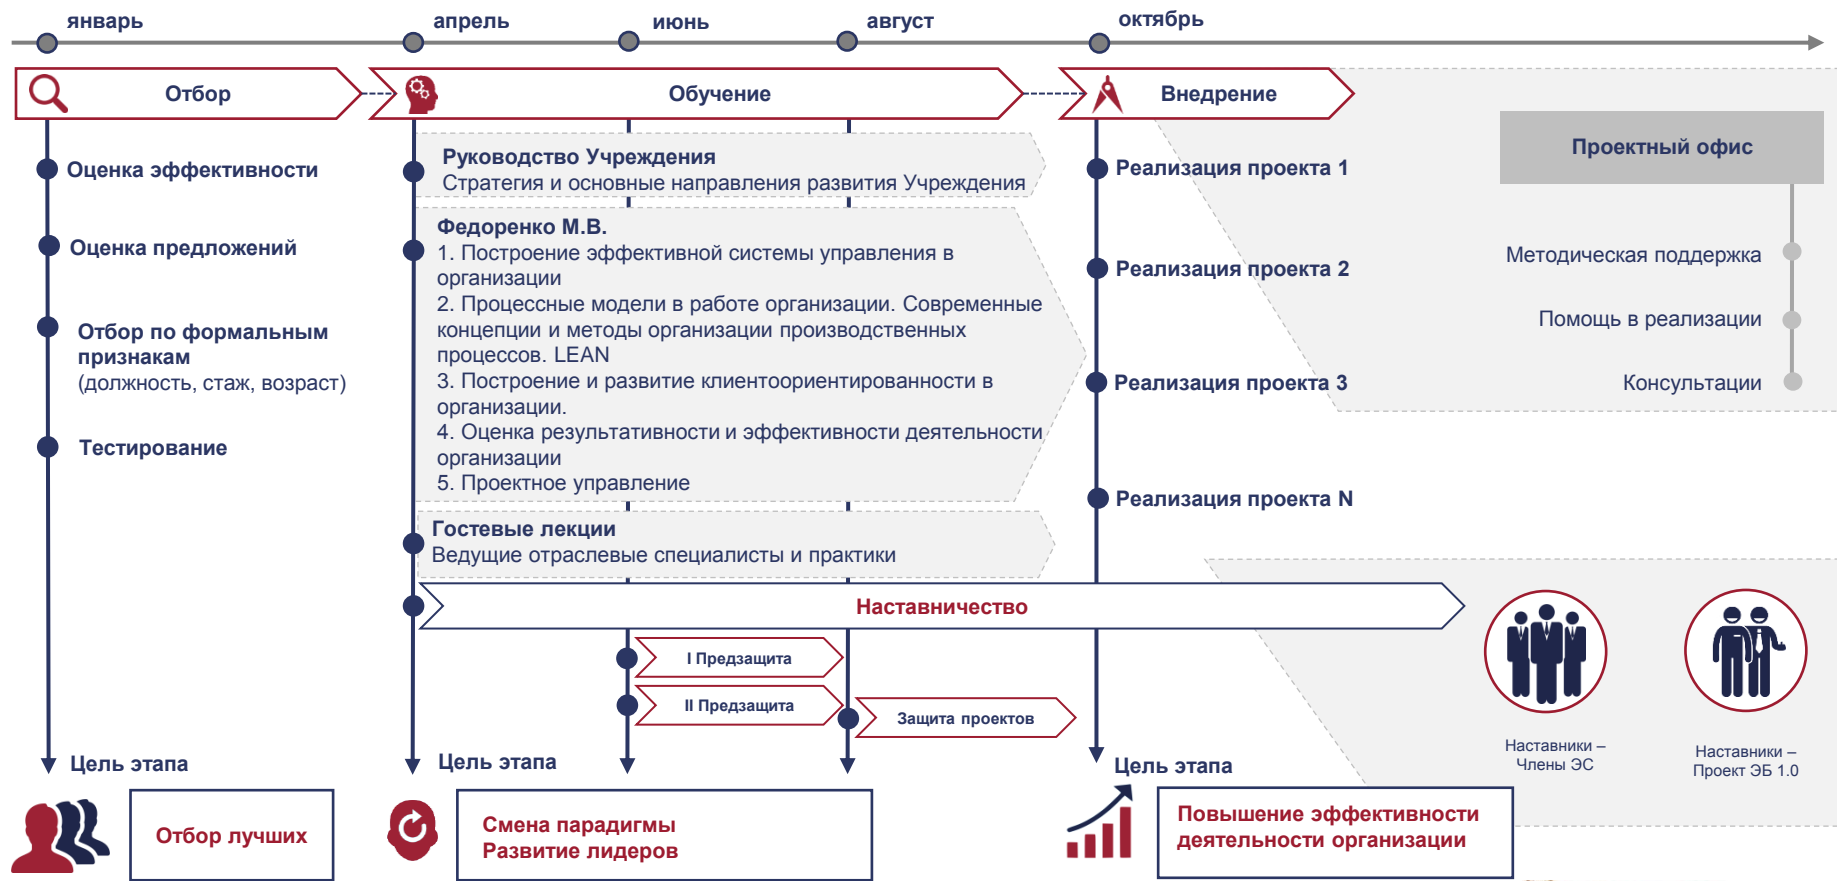 январь
апрель
июнь
август
октябрь
Отбор
Обучение
Внедрение
Оценка эффективности
Оценка предложений
Отбор по формальным
признакам
(должность, стаж, возраст)
Тестирование
Руководство Учреждения
Стратегия и основные направления развития Учреждения
Федоренко М.В.
1. Построение эффективной системы управления в
организации
2. Процессные модели в работе организации. Современные
концепции и методы организации производственных
процессов. LEAN
3. Построение и развитие клиентоориентированности в
организации.
4. Оценка результативности и эффективности деятельности
организации
5. Проектное управление
Гостевые лекции
Ведущие отраслевые специалисты и практики
Реализация проекта 1
Реализация проекта 2
Реализация проекта 3
Реализация проекта N
Проектный офис
Методическая поддержка
Помощь в реализации
Консультации
Наставничество
I Предзащита
II Предзащита
Защита проектов
Наставники –
Члены ЭС
Наставники –
Проект ЭБ 1.0
Цель этапа
Отбор лучших
Цель этапа
Смена парадигмы
Развитие лидеров
Цель этапа
Повышение эффективности
деятельности организации